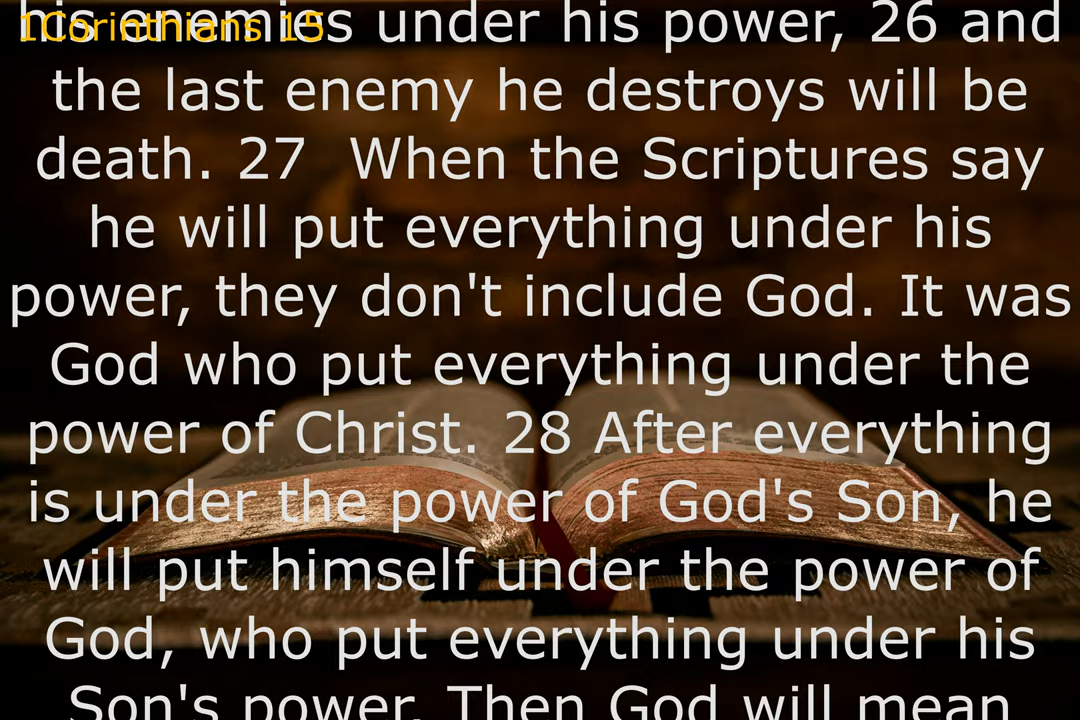 1Corinthians 15
his enemies under his power, 26 and
the last enemy he destroys will be
death. 27  When the Scriptures say
he will put everything under his
power, they don't include God. It was
God who put everything under the
power of Christ. 28 After everything
is under the power of God's Son, he
will put himself under the power of
God, who put everything under his
Son's power. Then God will mean